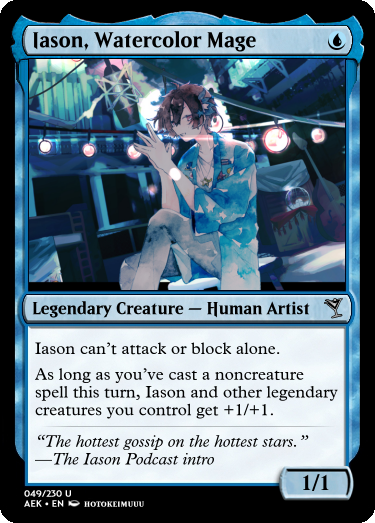 Iason, Watercolor Mage
Legendary Creature — Human Artist
Iason can't attack or block alone.
As long as you've cast a noncreature
spell this turn, Iason and other legendary
creatures you control get +1/+1.
“The hottest gossip on the hottest stars.”
—The Iason Podcast intro
1/1
049/230 U
AEK • EN HOTOKEIMUUU